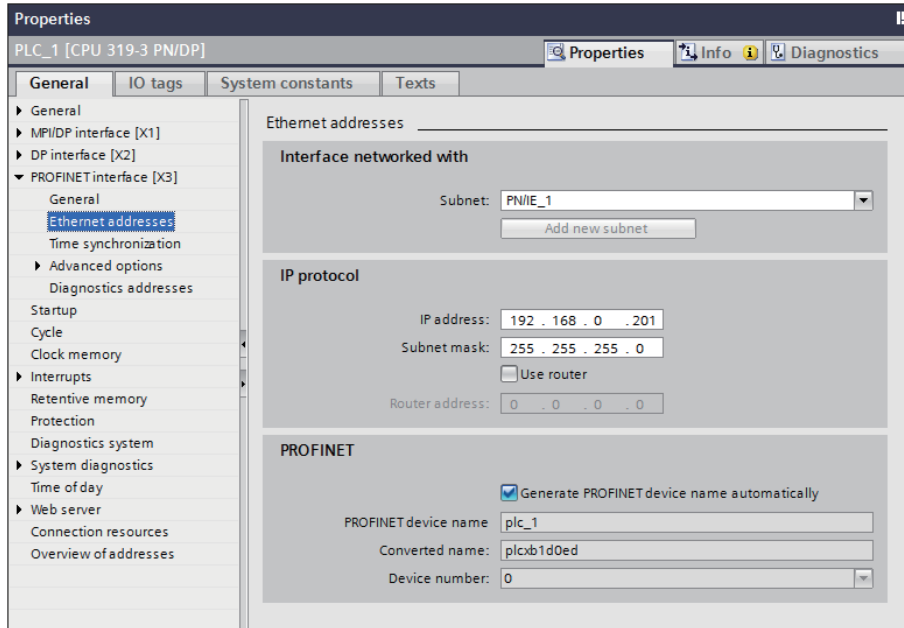 Properties
PLC_1 [CPU 319-3 PN/DP]
Properties
Info
Diagnostics
General
IO tags
System constants
Texts
General
MPI/DP interface [X1]
DP interface [X2]
PROFINET interface [X3]
General
Ethernet addresses
Time synchronization
Advanced options
Diagnostics addresses
Startup
Cycle
Clock memory
Interrupts
Retentive memory
Protection
Diagnostics system
System diagnostics
Time of day
Web server
Connection resources
Overview of addresses
Ethernet addresses
Interface networked with
Subnet: PN/IE_1
Add new subnet
IP protocol
IP address: 192 . 168 . 0 . 201
Subnet mask: 255 . 255 . 255 . 0
Use router
Router address: 0 . 0 . 0 . 0
PROFINET
Generate PROFINET device name automatically
PROFINET device name plc_1
Converted name: plcxb1d0ed
Device number: 0